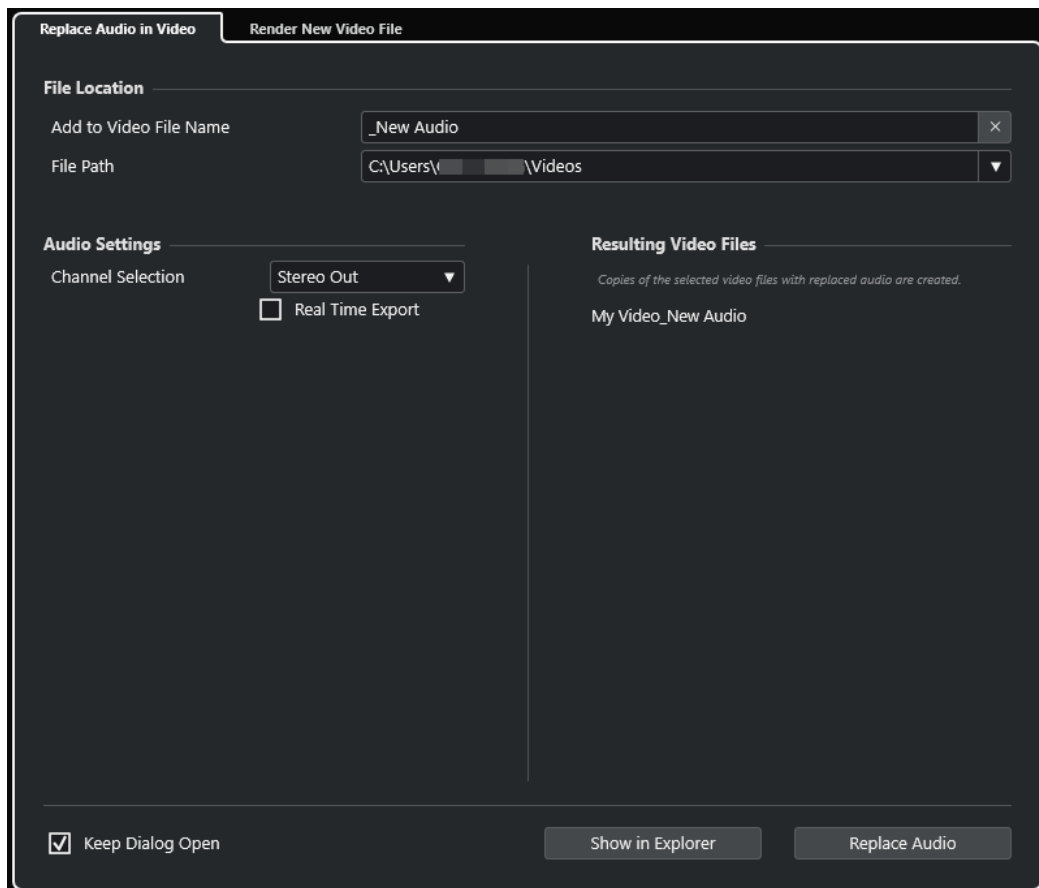 Replace Audio in Video
Render New Video File
File Location
Add to Video File Name
_New Audio
File Path
C:\Users\ \Videos
Audio Settings
Channel Selection
Stereo Out
Real Time Export
Resulting Video Files
Copies of the selected video files with replaced audio are created.
My Video_New Audio
Keep Dialog Open
Show in Explorer
Replace Audio